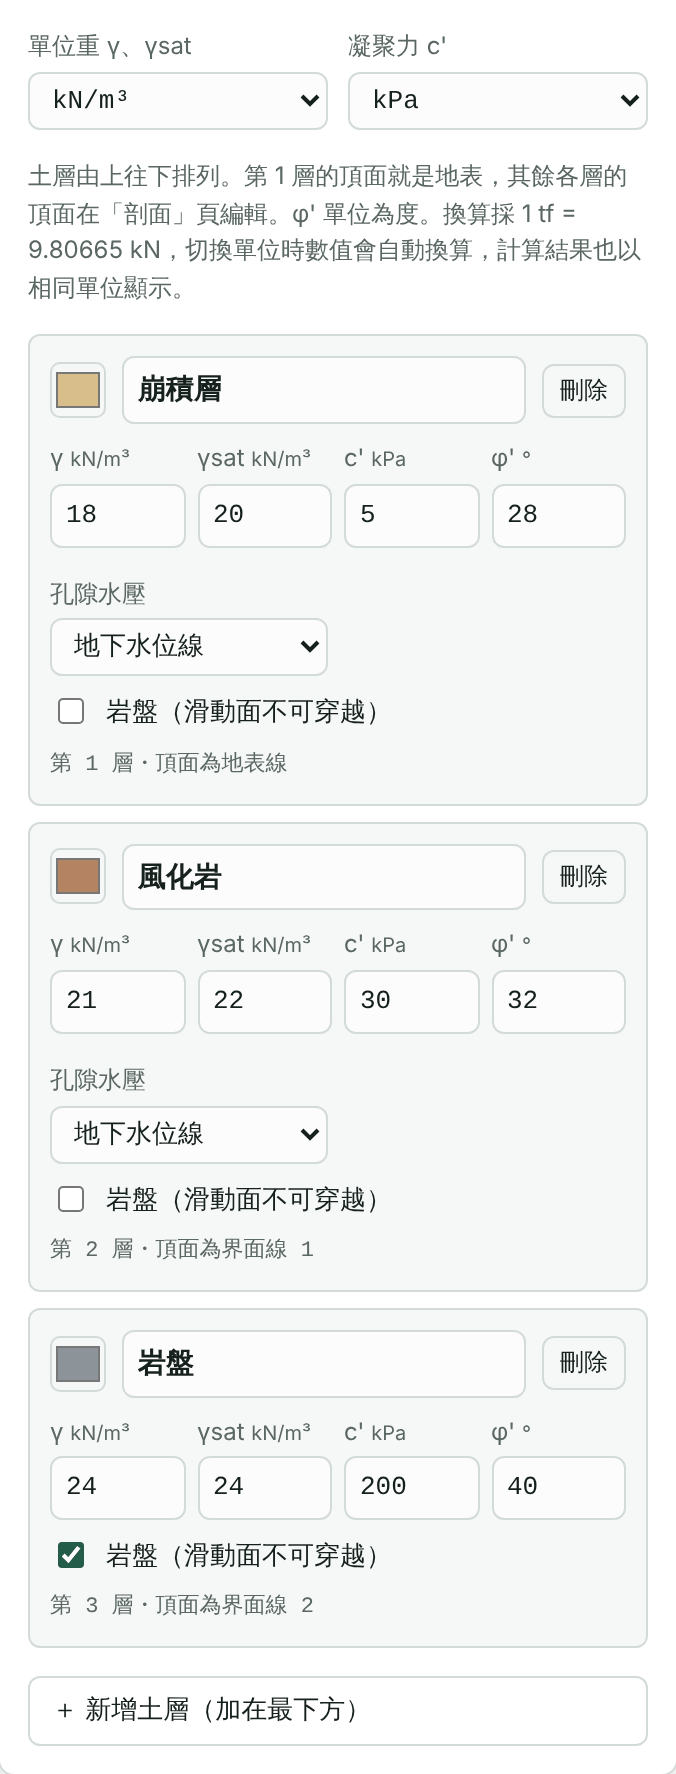 單位重 γ、γsat
凝聚力 c'
kN/m³
kPa
土層由上往下排列。第 1 層的頂面就是地表，其餘各層的
頂面在「剖面」頁編輯。φ' 單位為度。換算採 1 tf =
9.80665 kN，切換單位時數值會自動換算，計算結果也以
相同單位顯示。
崩積層
刪除
γ kN/m³ γsat kN/m³ c' kPa φ' °
18 20 5 28
孔隙水壓
地下水位線
岩盤（滑動面不可穿越）
第 1 層・頂面為地表線
風化岩
刪除
γ kN/m³ γsat kN/m³ c' kPa φ' °
21 22 30 32
孔隙水壓
地下水位線
岩盤（滑動面不可穿越）
第 2 層・頂面為界面線 1
岩盤
刪除
γ kN/m³ γsat kN/m³ c' kPa φ' °
24 24 200 40
岩盤（滑動面不可穿越）
第 3 層・頂面為界面線 2
＋ 新增土層（加在最下方）